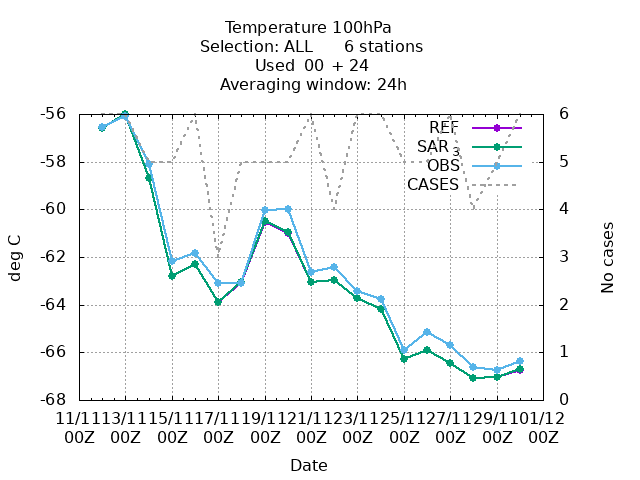 Temperature 100hPa
Selection: ALL 6 stations
Used 00 + 24
Averaging window: 24h
-56 6
REF
SAR 3
-58 5
OBS
CASES
-60 4
-62 3
-64 2
-66 1
-68 0
deg C
No cases
11/11 13/11 15/11 17/11 19/11 21/11 23/11 25/11 27/11 29/11 01/12
00Z 00Z 00Z 00Z 00Z 00Z 00Z 00Z 00Z 00Z 00Z
Date